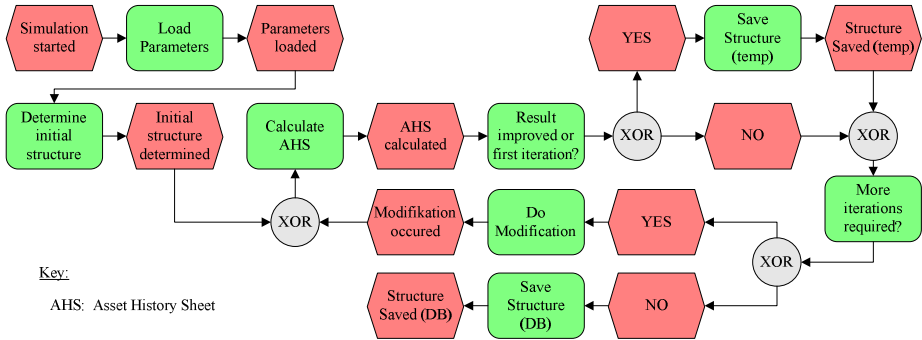 Simulation
started
Load
Parameters
Parameters
loaded
YES
Save
Structure
(temp)
Structure
Saved (temp)
Determine
initial
structure
Initial
structure
determined
Calculate
AHS
AHS
calculated
Result
improved or
first iteration?
XOR
NO
XOR
More
iterations
required?
XOR
Modifikation
occured
Do
Modification
YES
XOR
Key:
AHS: Asset History Sheet
Structure
Saved (DB)
Save
Structure
(DB)
NO